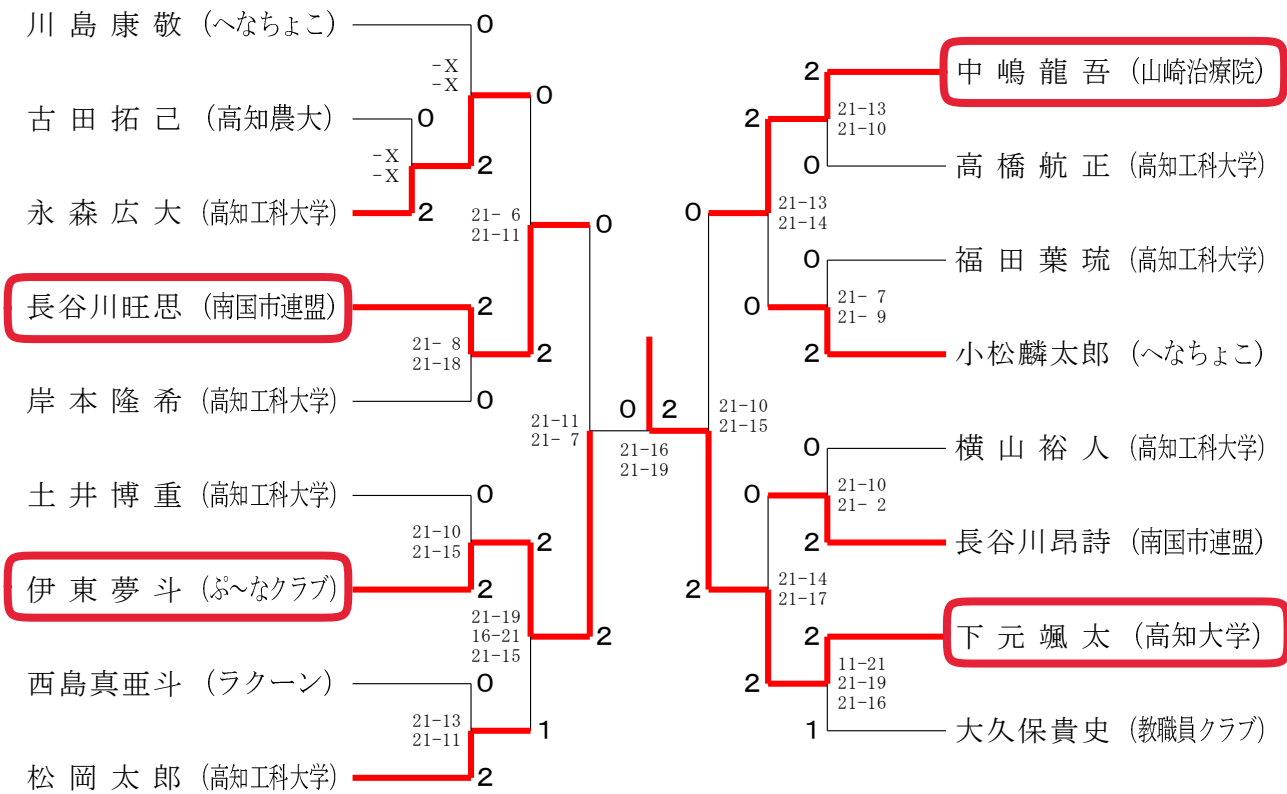 川島康敬 (へなちょこ) 0
-X
-X
0
古田拓己 (高知農大) 0
-X
-X
2
永森広大 (高知工科大学) 2
21- 6
21-11
0
長谷川旺思 (南国市連盟) 2
21- 8
21-18
2
岸本隆希 (高知工科大学) 0
21-11
21- 7
土井博重 (高知工科大学) 0
21-10
21-15
2
伊東夢斗 (ぷ～なクラブ) 2
21-19
16-21
21-15
2
西島真亜斗 (ラクーン) 0
21-13
21-11
1
松岡太郎 (高知工科大学) 2
0 2
21-16
21-19
2 中嶋龍吾 (山崎治療院)
2
21-13
21-10
0 高橋航正 (高知工科大学)
0
21-13
21-14
0 福田葉琉 (高知工科大学)
0
21- 7
21- 9
2 小松麟太郎 (へなちょこ)
21-10
21-15
0 横山裕人 (高知工科大学)
0
21-10
21- 2
2 長谷川昂詩 (南国市連盟)
2
21-14
21-17
2 下元颯太 (高知大学)
2
11-21
21-19
21-16
1 大久保貴史 (教職員クラブ)